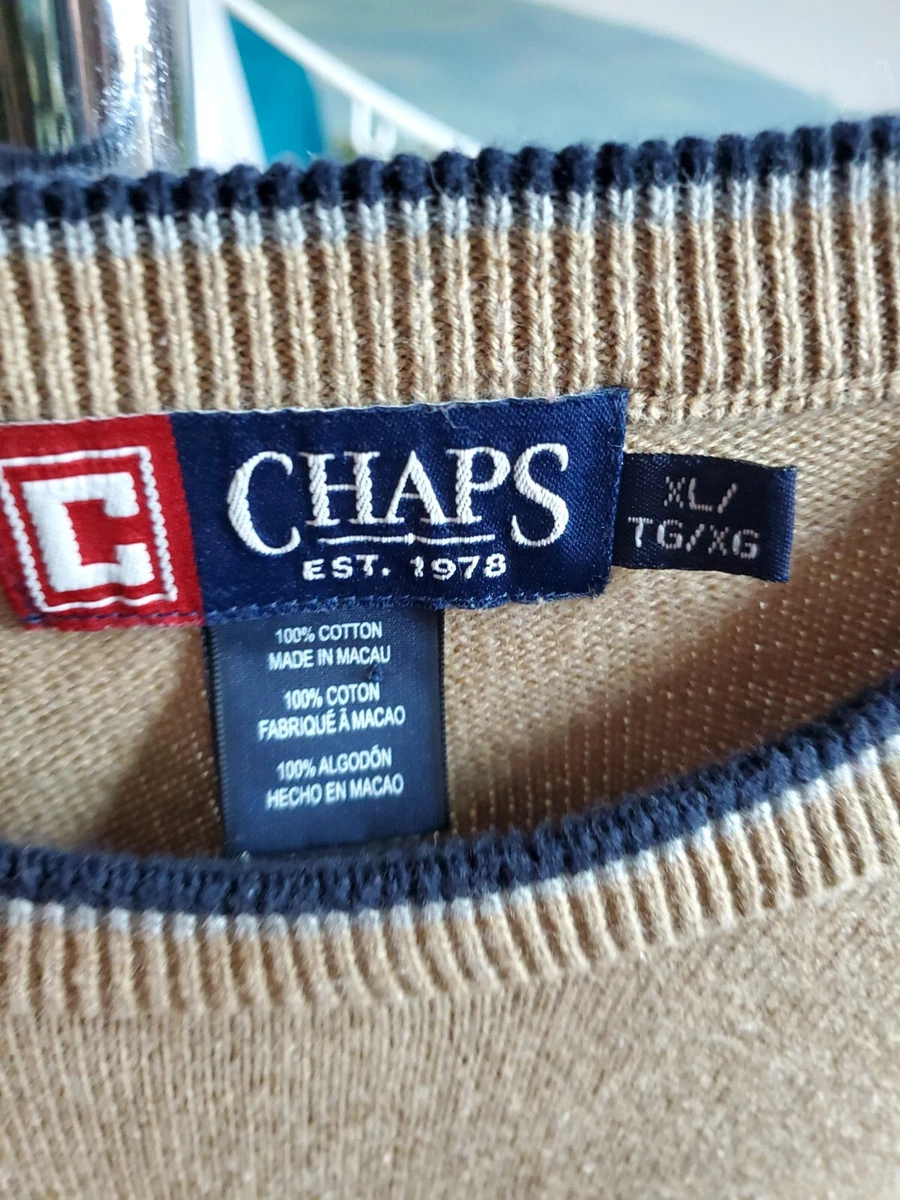 C
CHAPS
EST. 1978
XL/
TG/XG
100% COTTON
MADE IN MACAU
100% COTON
FABRIQUÉ À MACAO
100% ALGODÓN
HECHO EN MACAO